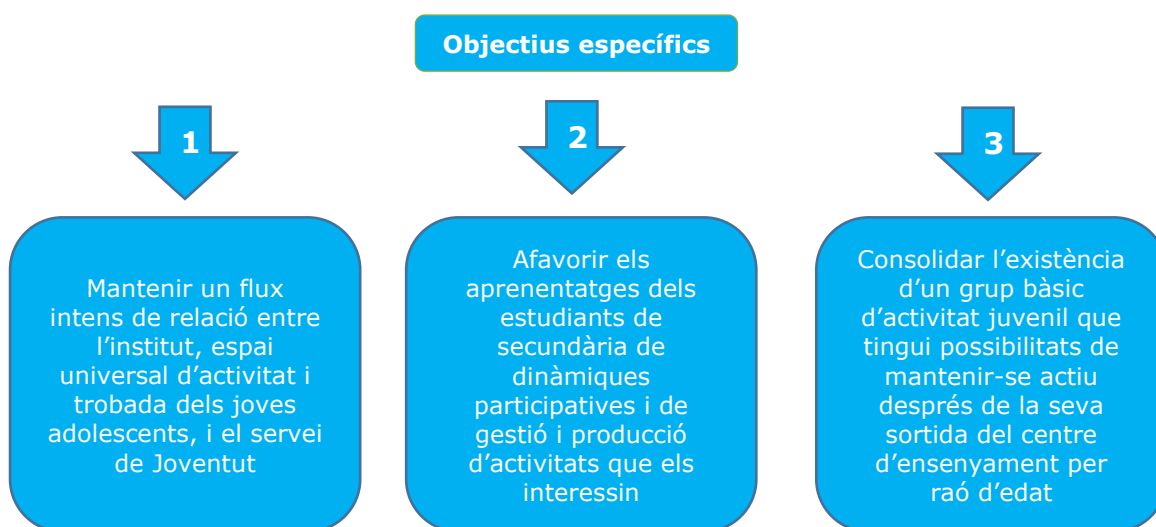 Objectius específics
1
2
3
Mantenir un flux
intens de relació entre
l’institut, espai
universal d’activitat i
trobada dels joves
adolescents, i el servei
de Joventut
Afavorir els
aprenentatges dels
estudiants de
secundària de
dinàmiques
participatives i de
gestió i producció
d’activitats que els
interessin
Consolidar l’existència
d’un grup bàsic
d’activitat juvenil que
tingui possibilitats de
mantenir-se actiu
després de la seva
sortida del centre
d’ensenyament per
raó d’edat